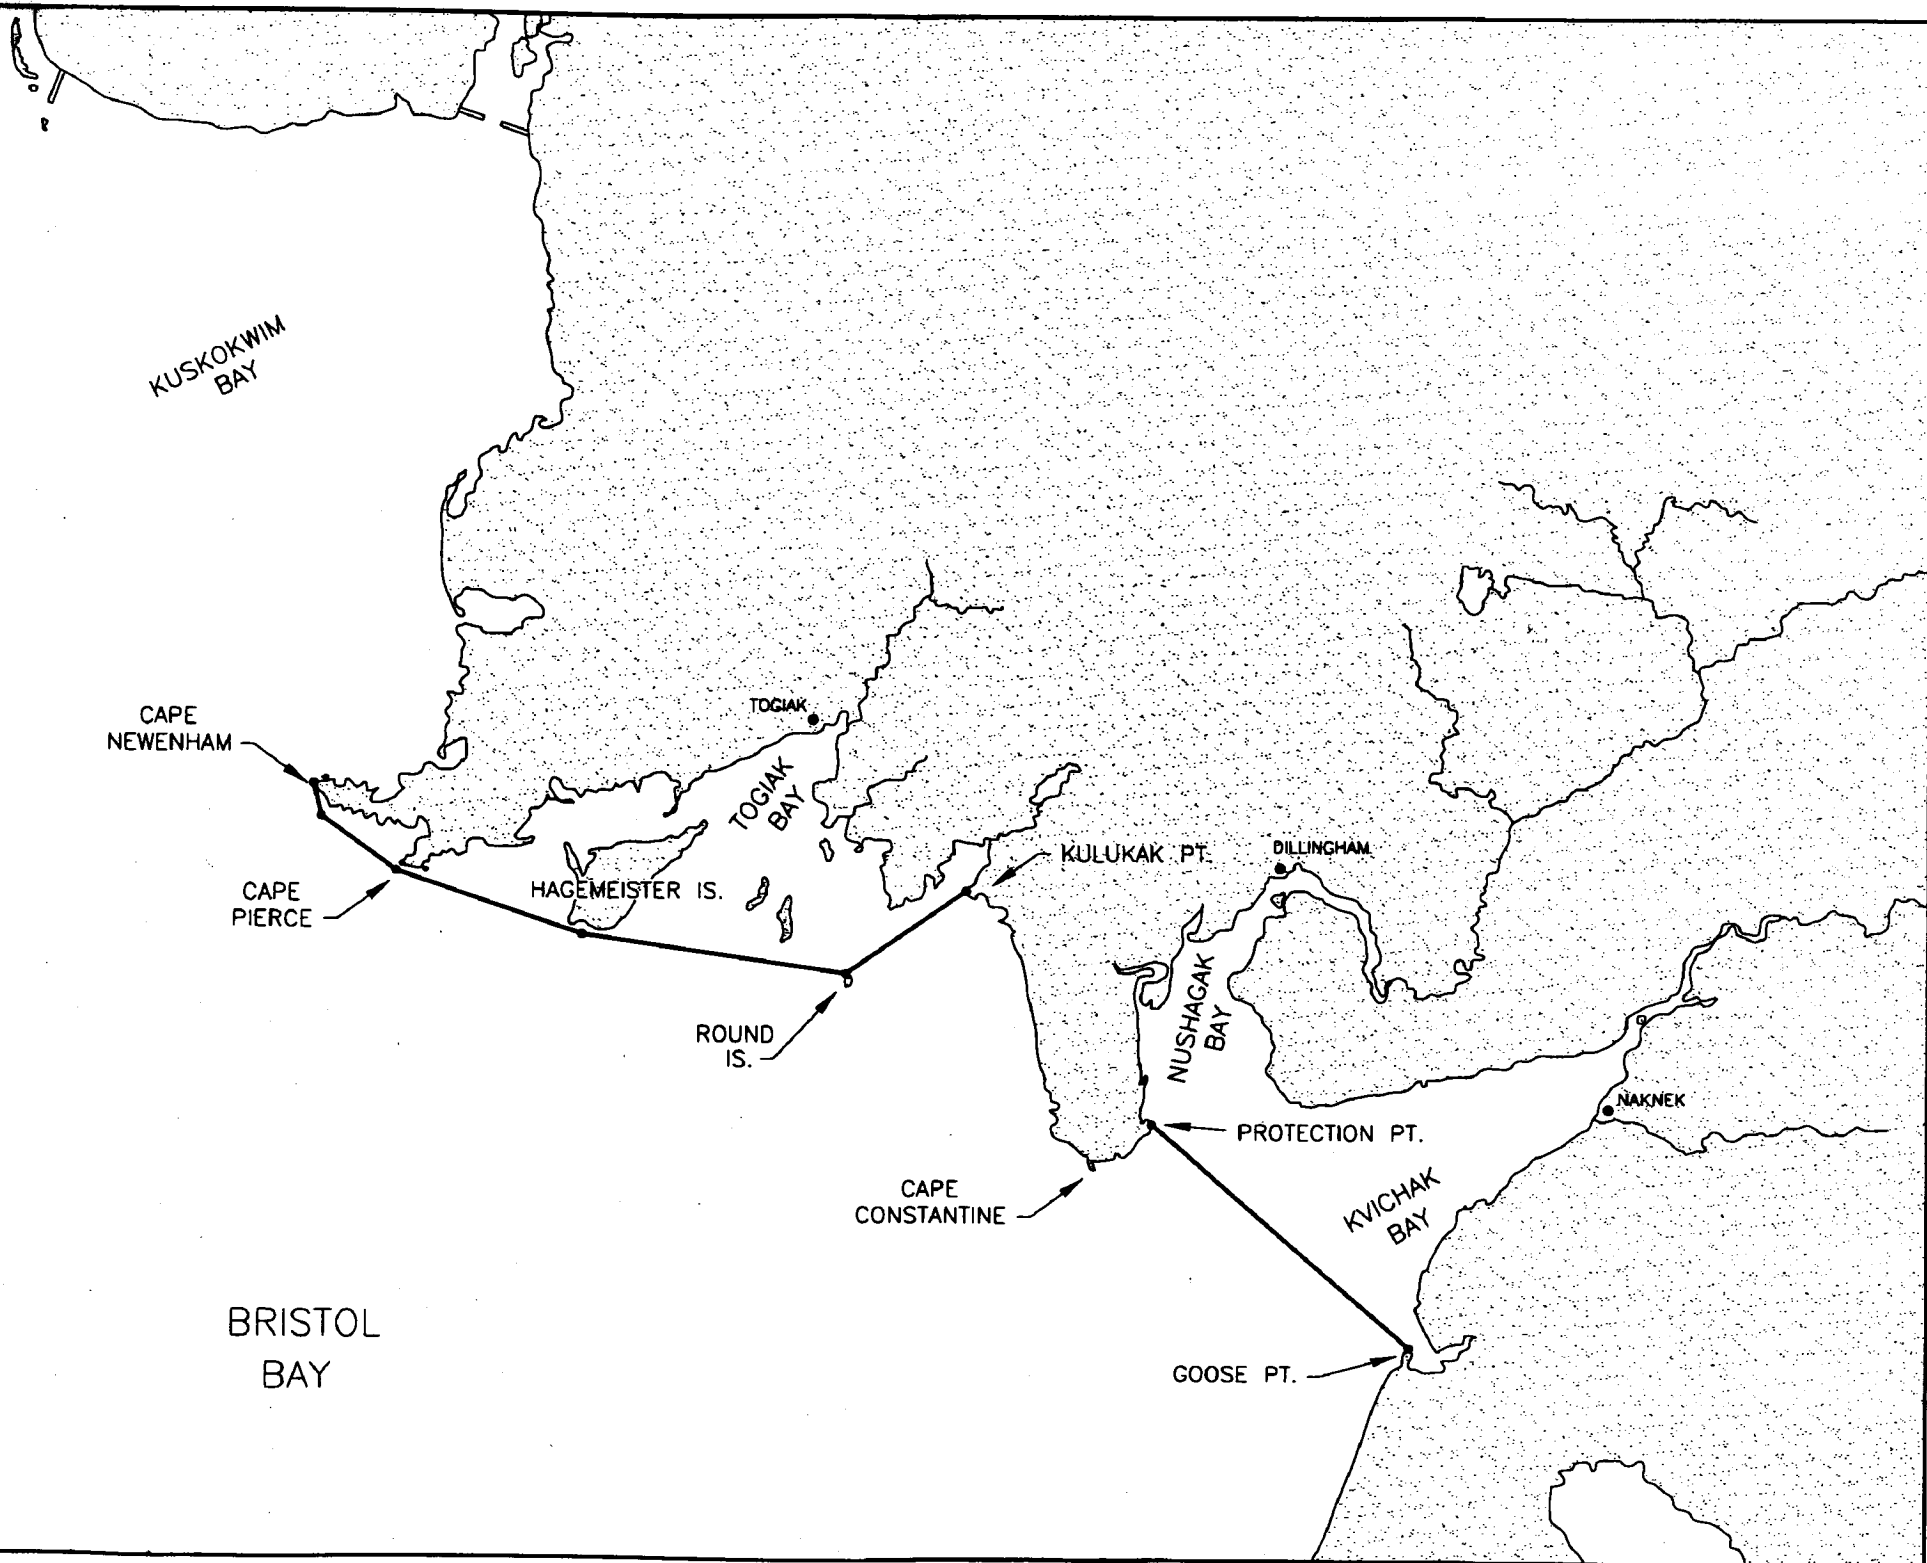 KUSKOKWIM
BAY
TOGIAK
CAPE
NEWENHAM
TOGIAK
BAY
KULUKAK PT.
DILLINGHAM
HAGEMEISTER IS.
CAPE
PIERCE
NUSHAGAK
BAY
ROUND
IS.
NAKNEK
PROTECTION PT.
CAPE
CONSTANTINE
KVICHAK
BAY
BRISTOL
BAY
GOOSE PT.